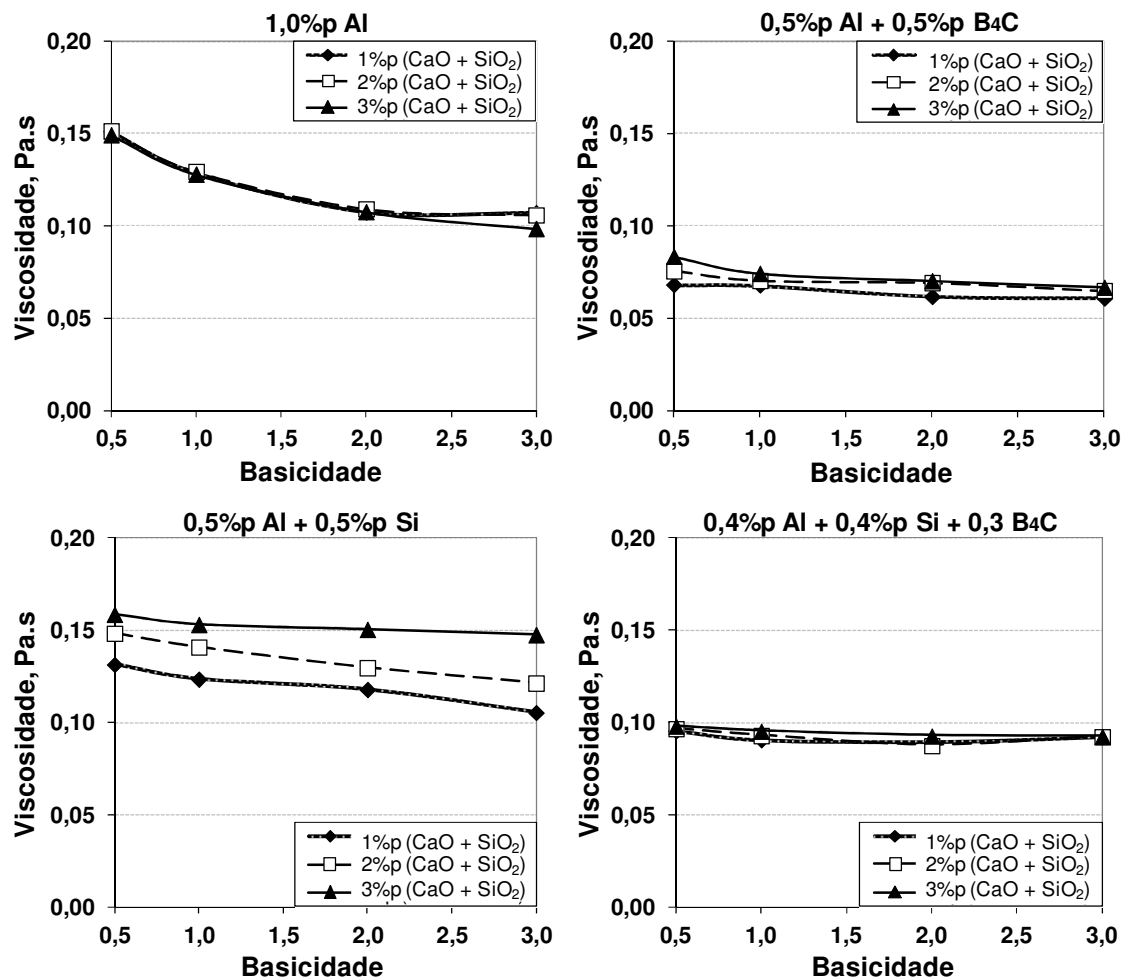 1,0%p Al
0,20
0,15
0,10
0,05
0,00
Viscosidade, Pa.s
1%p (CaO + SiO₂)
2%p (CaO + SiO₂)
3%p (CaO + SiO₂)
0,5 1,0 1,5 2,0 2,5 3,0
Basicidade
0,5%p Al + 0,5%p B₄C
0,20
0,15
0,10
0,05
0,00
Viscosdiade, Pa.s
1%p (CaO + SiO₂)
2%p (CaO + SiO₂)
3%p (CaO + SiO₂)
0,5 1,0 1,5 2,0 2,5 3,0
Basicidade
0,5%p Al + 0,5%p Si
0,20
0,15
0,10
0,05
0,00
Viscosidade, Pa.s
1%p (CaO + SiO₂)
2%p (CaO + SiO₂)
3%p (CaO + SiO₂)
0,5 1,0 1,5 2,0 2,5 3,0
Basicidade
0,4%p Al + 0,4%p Si + 0,3 B₄C
0,20
0,15
0,10
0,05
0,00
Viscosidade, Pa.s
1%p (CaO + SiO₂)
2%p (CaO + SiO₂)
3%p (CaO + SiO₂)
0,5 1,0 1,5 2,0 2,5 3,0
Basicidade